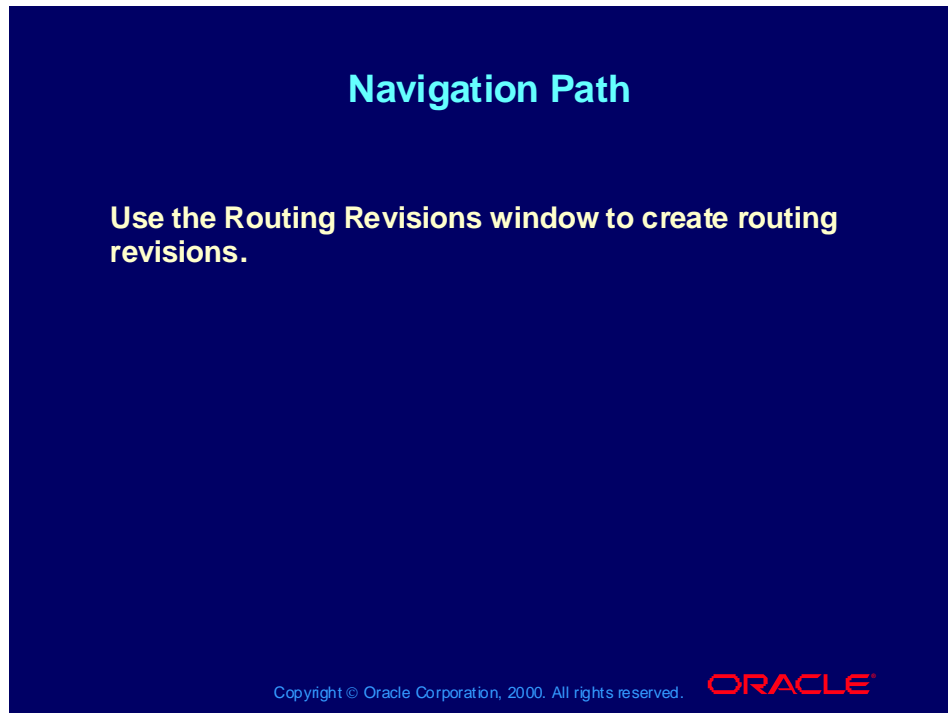 Navigation Path
Use the Routing Revisions window to create routing
revisions.
Copyright © Oracle Corporation, 2000. All rights reserved.
ORACLE®